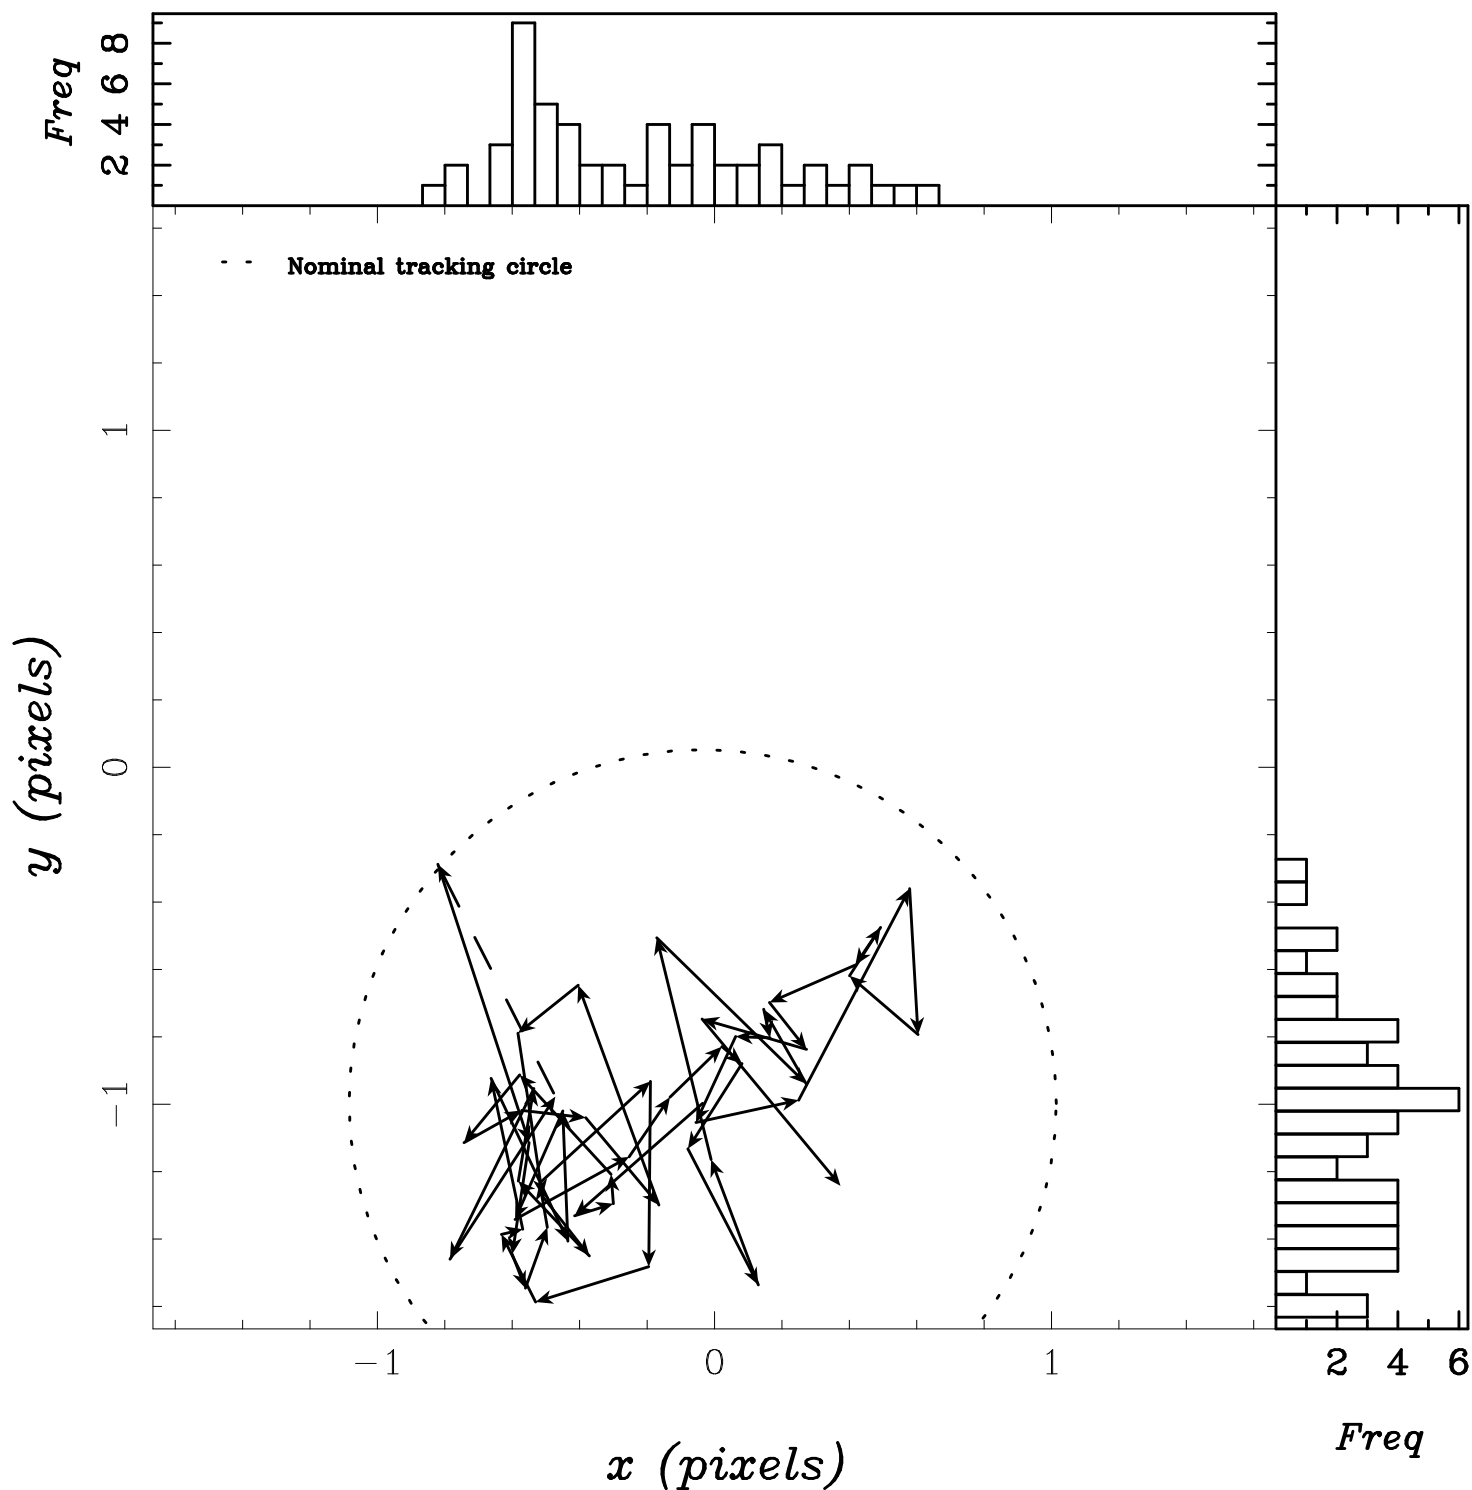 Freq
8
6
4
2
Nominal tracking circle
1
0
−1
y (pixels)
−1 0 1
x (pixels)
2 4 6
Freq